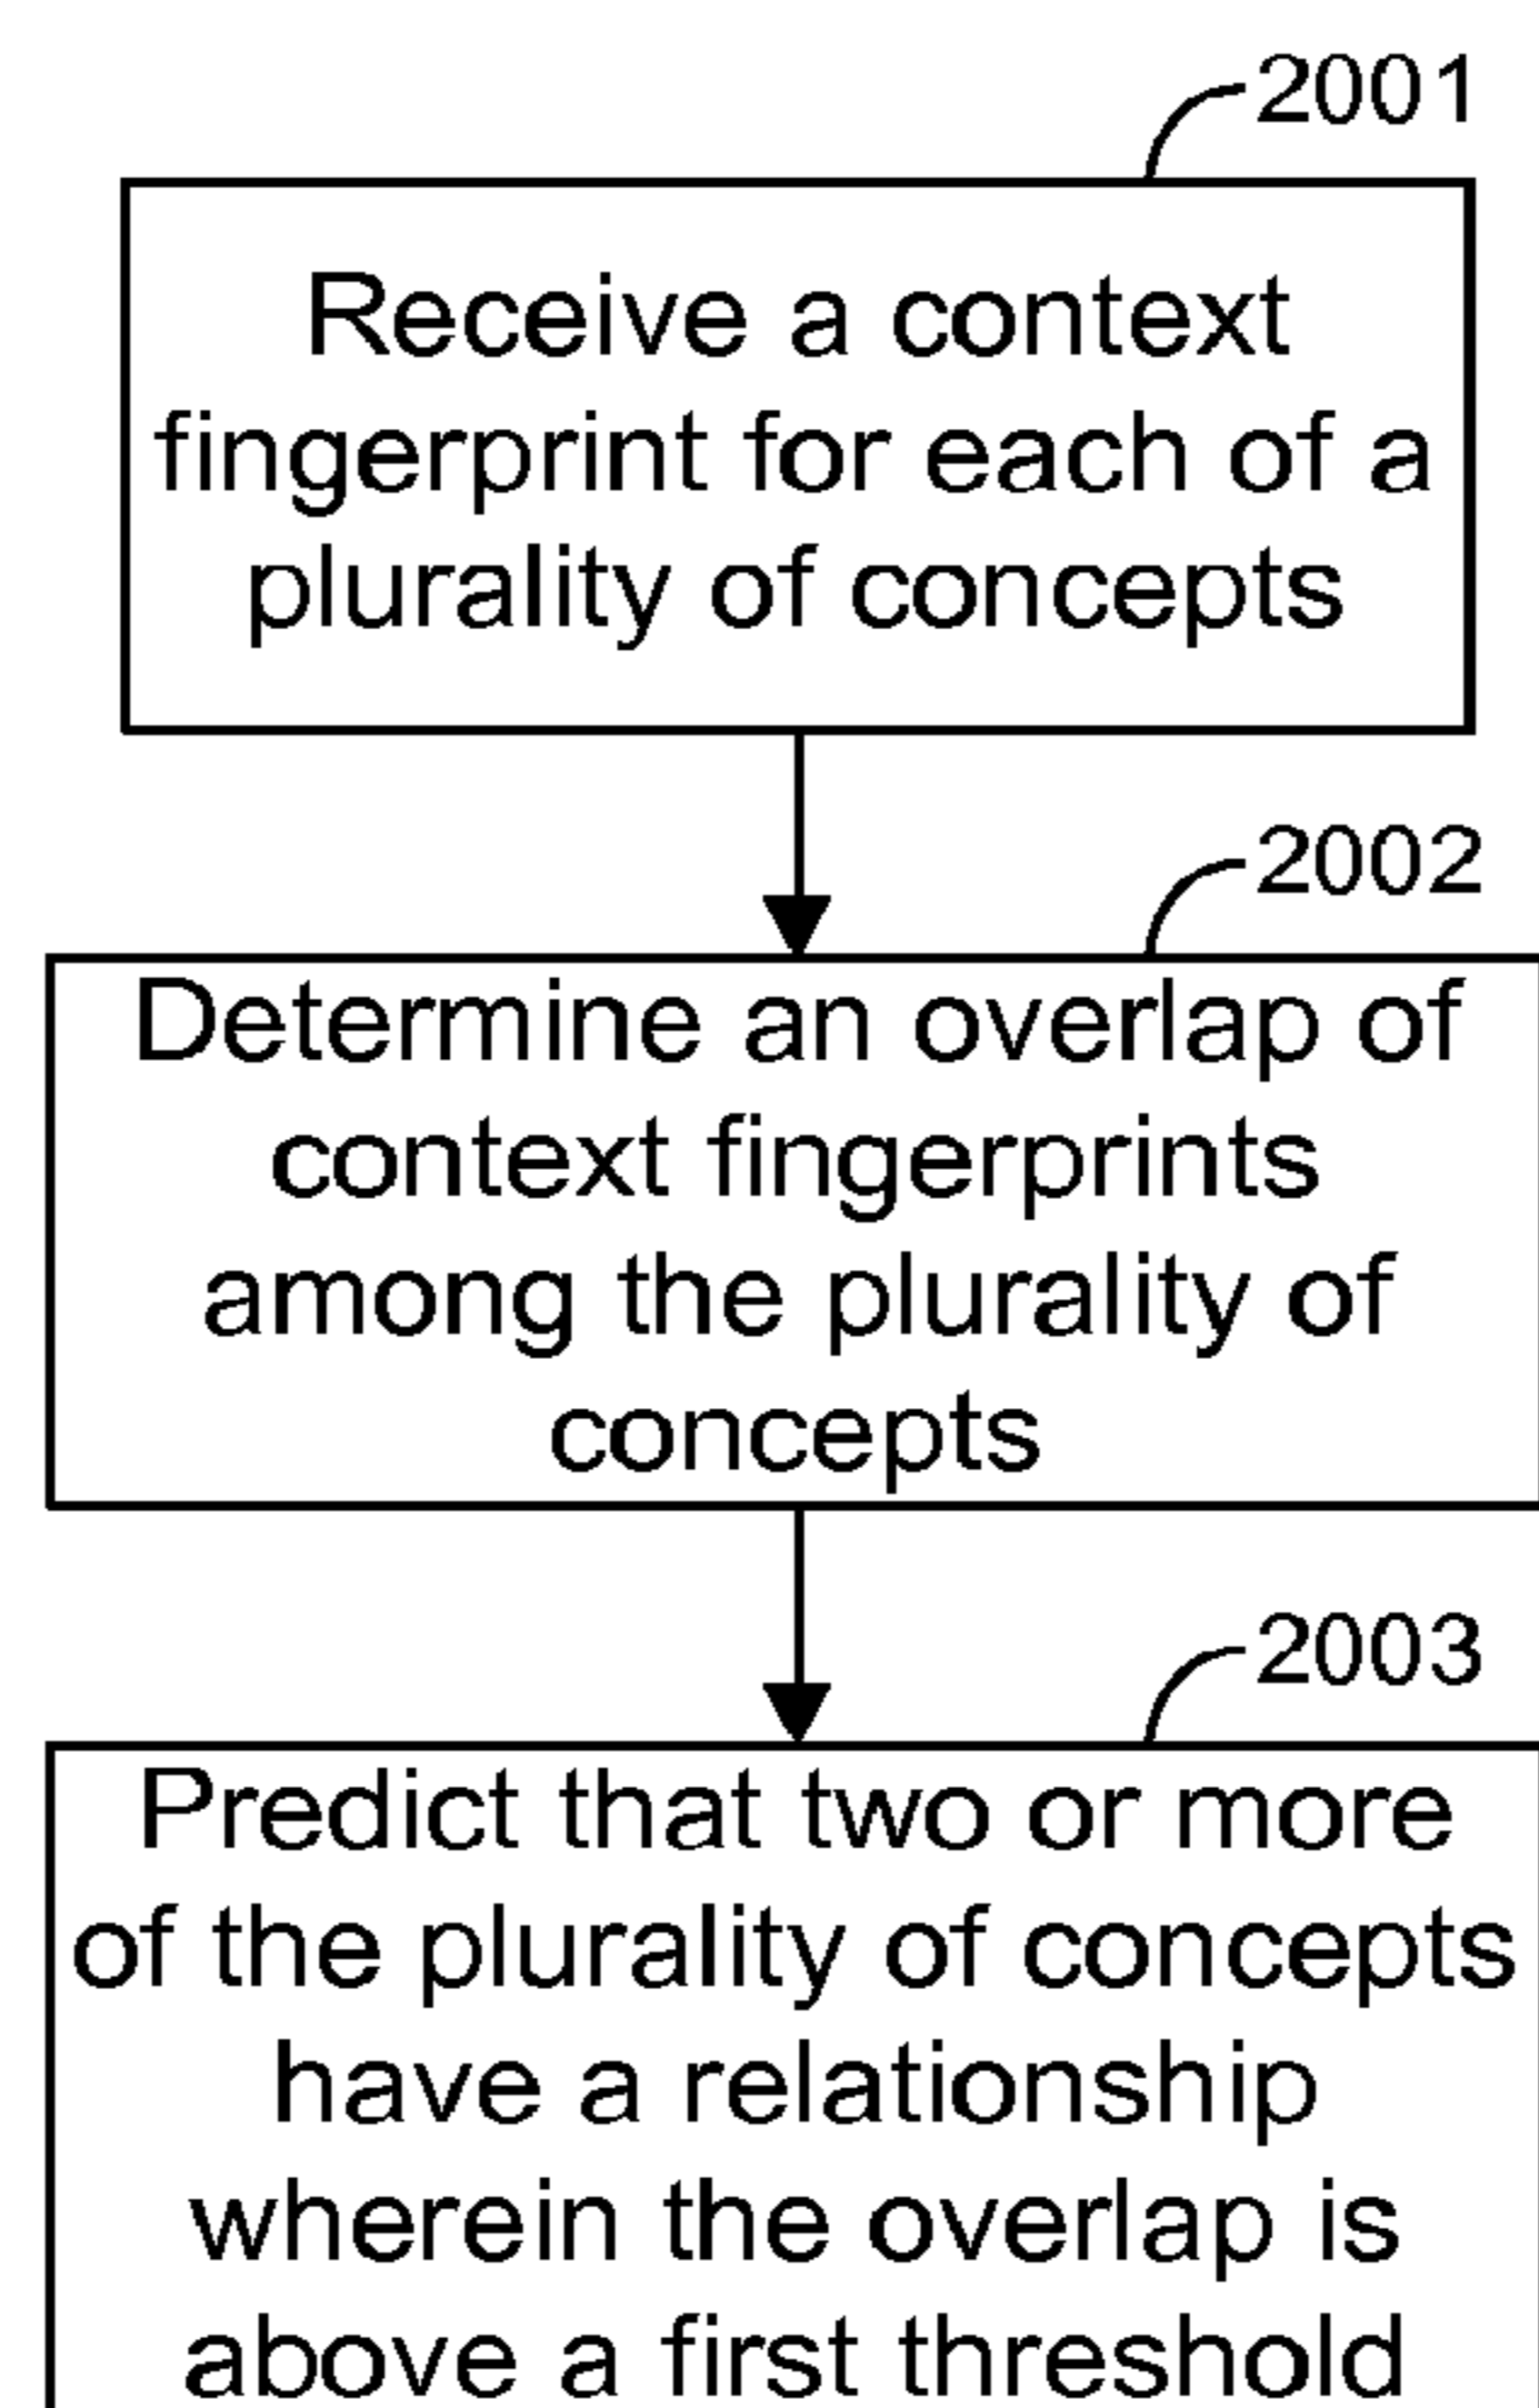 2001
Receive a context
fingerprint for each of a
plurality of concepts
2002
Determine an overlap of
context fingerprints
among the plurality of
concepts
2003
Predict that two or more
of the plurality of concepts
have a relationship
wherein the overlap is
above a first threshold